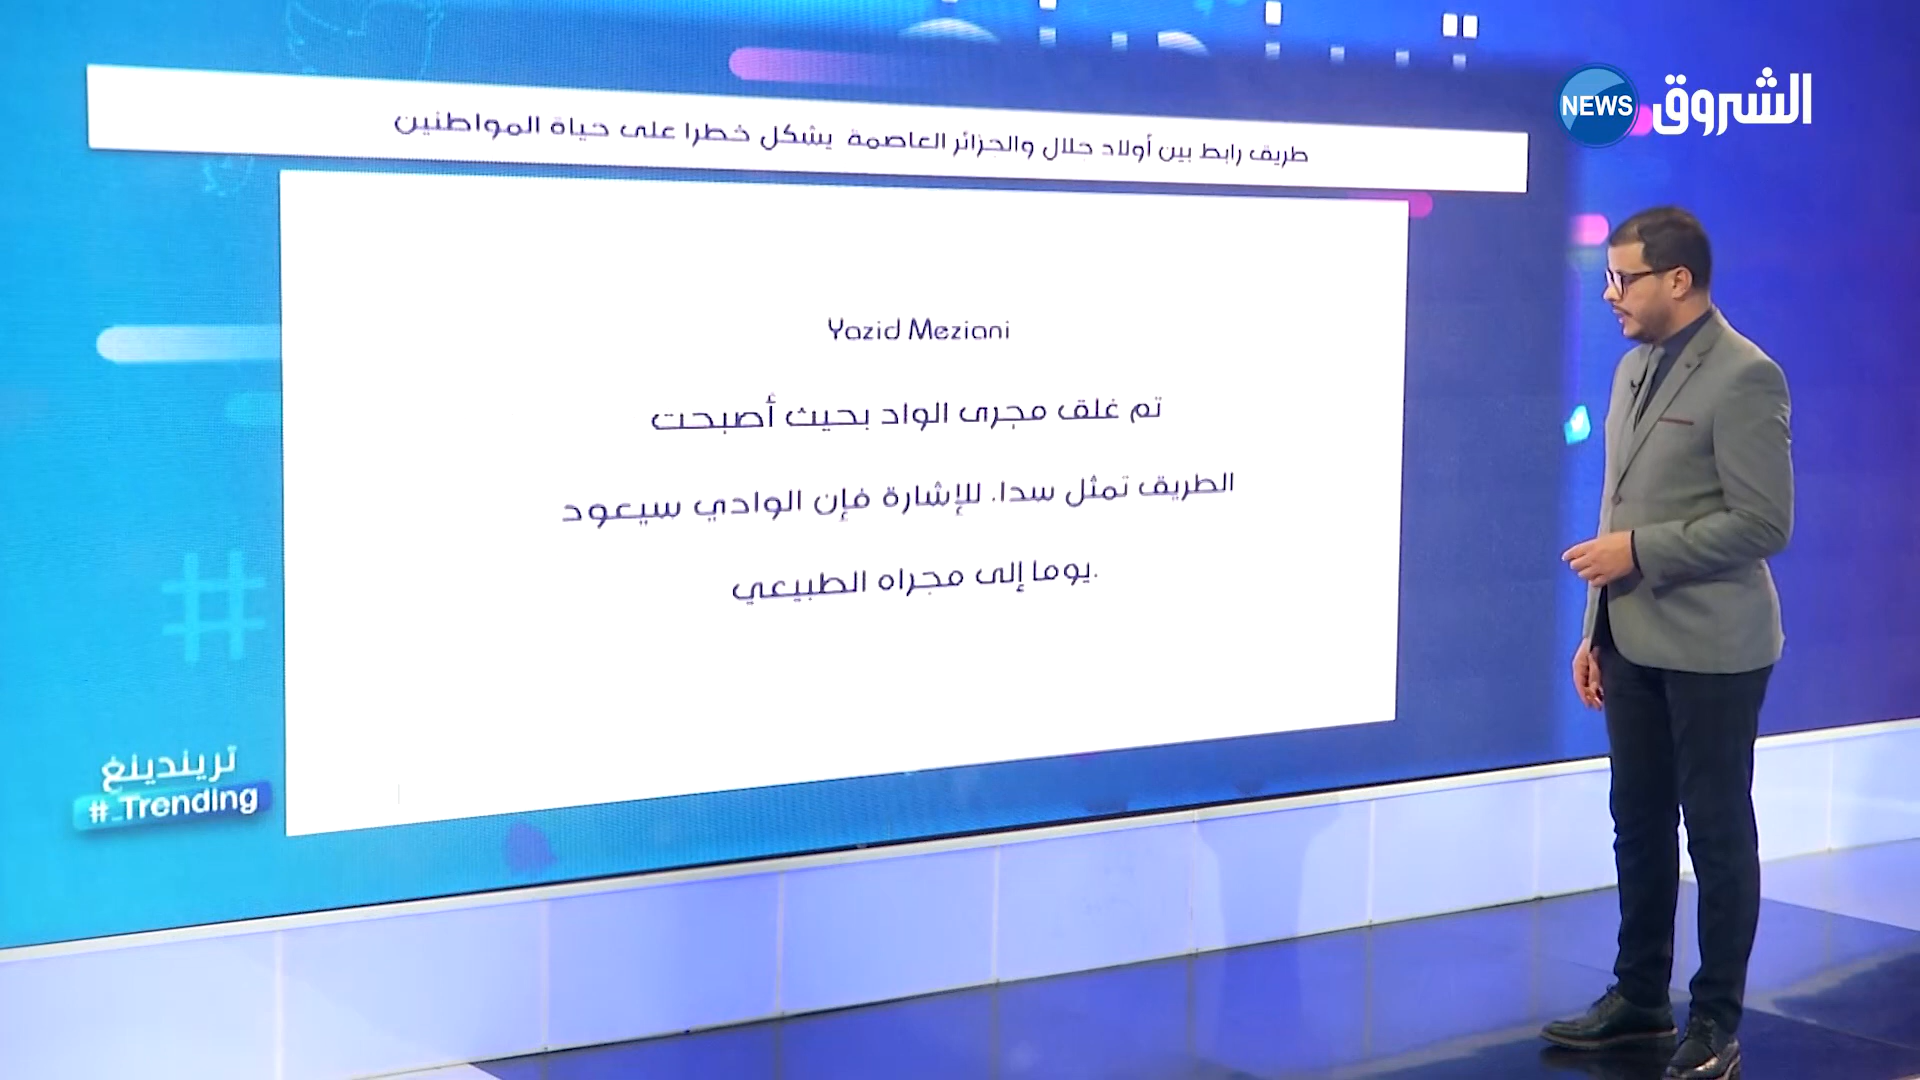 NEWS الشروق
طريق رابط بين أولاد جلال والجزائر العاصمة يشكل خطرا على حياة المواطنين
Yazid Meziani
تم غلق مجرى الواد بحيث أصبحت
الطريق تمثل سدا. للإشارة فإن الوادي سيعود
يوما إلى مجراه الطبيعي.
تريندينغ
#_Trending